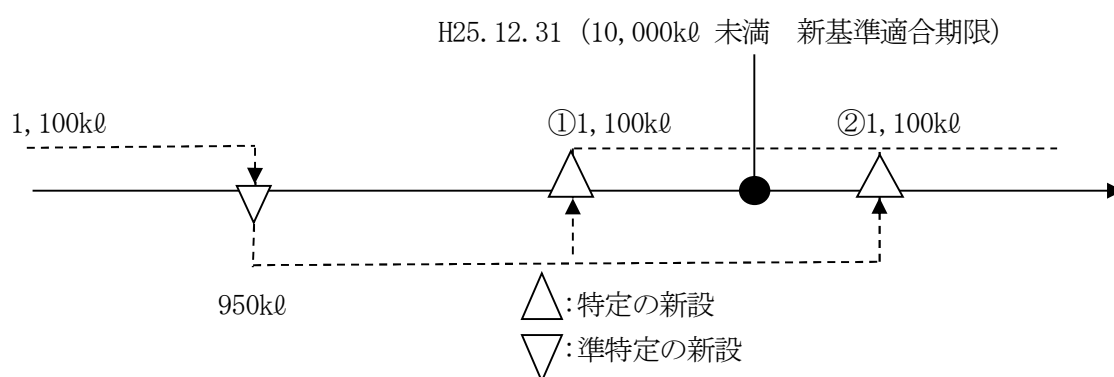 H25.12.31 (10,000kℓ 未満　新基準適合期限)
1,100kℓ
①1,100kℓ
②1,100kℓ
950kℓ
:特定の新設
:準特定の新設